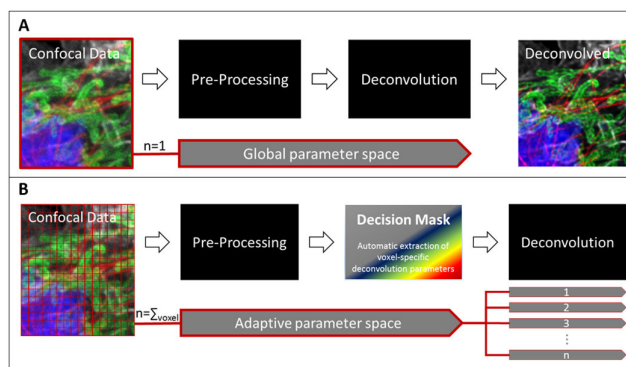 A
Confocal Data
Pre-Processing
Deconvolution
Deconvolved
n=1
Global parameter space
B
Confocal Data
Pre-Processing
Decision Mask
Automatic extraction of
voxel-specific
deconvolution parameters
Deconvolution
n=∑voxel
Adaptive parameter space
1
2
3
⋮
n